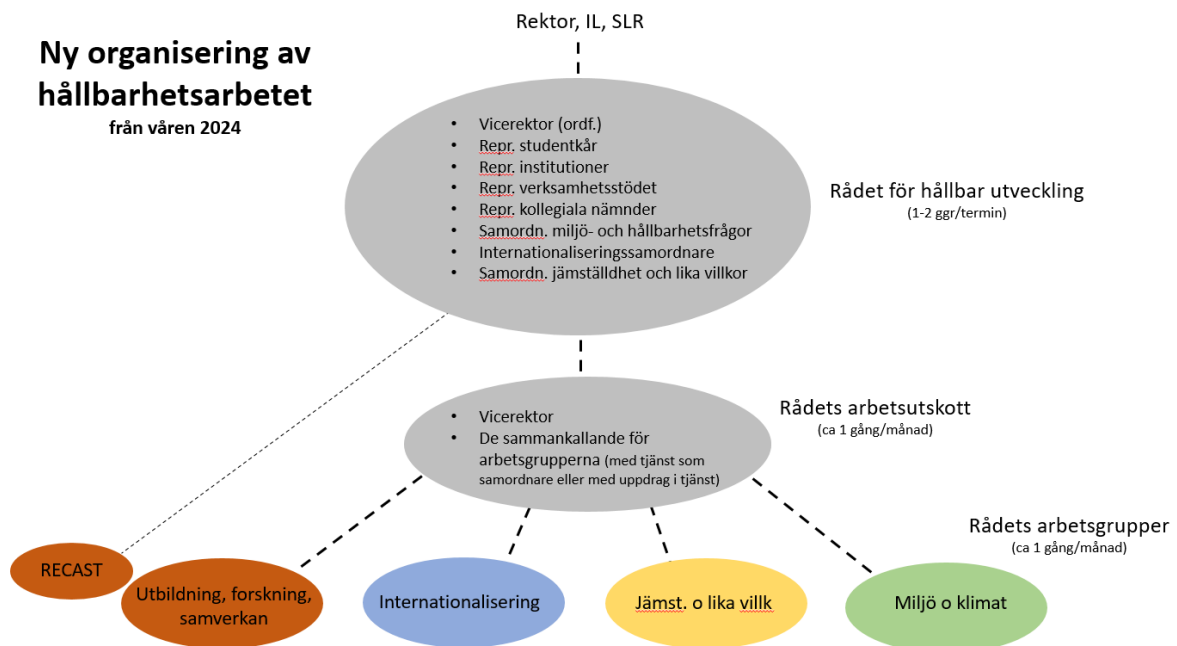 Rektor, IL, SLR
Ny organisering av
hållbarhetsarbetet
från våren 2024
• Vicerektor (ordf.)
• Repr. studentkår
• Repr. institutioner
• Repr. verksamhetsstödet
• Repr. kollegiala nämnder
• Samordn. miljö- och hållbarhetsfrågor
• Internationaliseringssamordnare
• Samordn. jämställdhet och lika villkor
Rådet för hållbar utveckling
(1-2 ggr/termin)
• Vicerektor
• De sammankallande för
arbetsgrupperna (med tjänst som
samordnare eller med uppdrag i tjänst)
Rådets arbetsutskott
(ca 1 gång/månad)
Rådets arbetsgrupper
(ca 1 gång/månad)
RECAST
Utbildning, forskning,
samverkan
Internationalisering
Jämst. o lika villk
Miljö o klimat